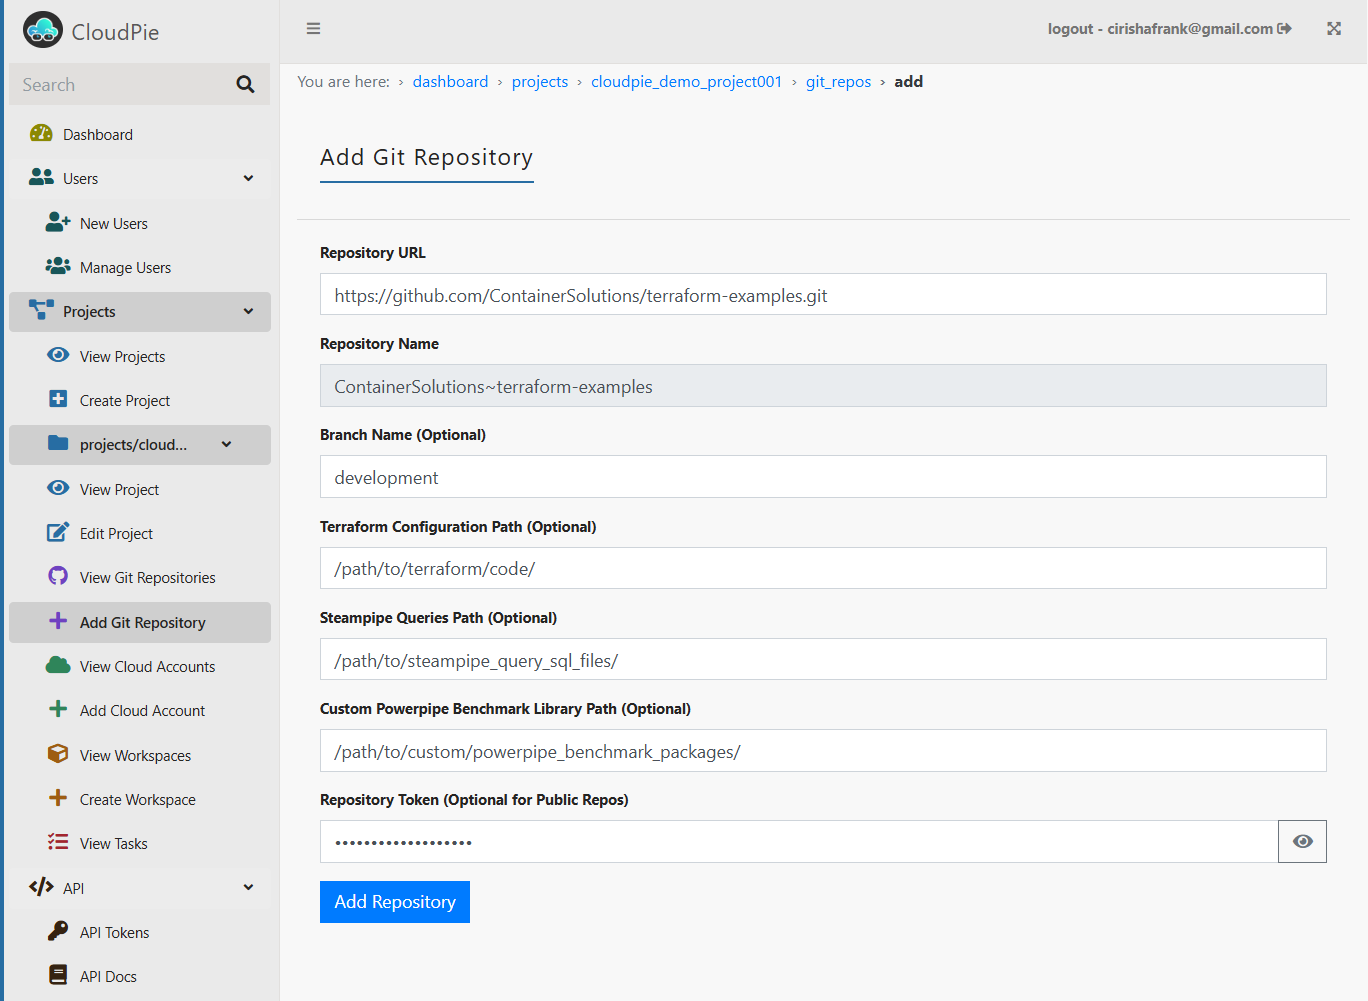 CloudPie
logout - cirishafrank@gmail.com
Search
You are here: › dashboard › projects › cloudpie_demo_project001 › git_repos › add
Dashboard
Users
New Users
Manage Users
Projects
View Projects
Create Project
projects/cloud...
View Project
Edit Project
View Git Repositories
Add Git Repository
View Cloud Accounts
Add Cloud Account
View Workspaces
Create Workspace
View Tasks
API
API Tokens
API Docs
Add Git Repository
Repository URL
https://github.com/ContainerSolutions/terraform-examples.git
Repository Name
ContainerSolutions~terraform-examples
Branch Name (Optional)
development
Terraform Configuration Path (Optional)
/path/to/terraform/code/
Steampipe Queries Path (Optional)
/path/to/steampipe_query_sql_files/
Custom Powerpipe Benchmark Library Path (Optional)
/path/to/custom/powerpipe_benchmark_packages/
Repository Token (Optional for Public Repos)
•••••••••••••••••••
Add Repository